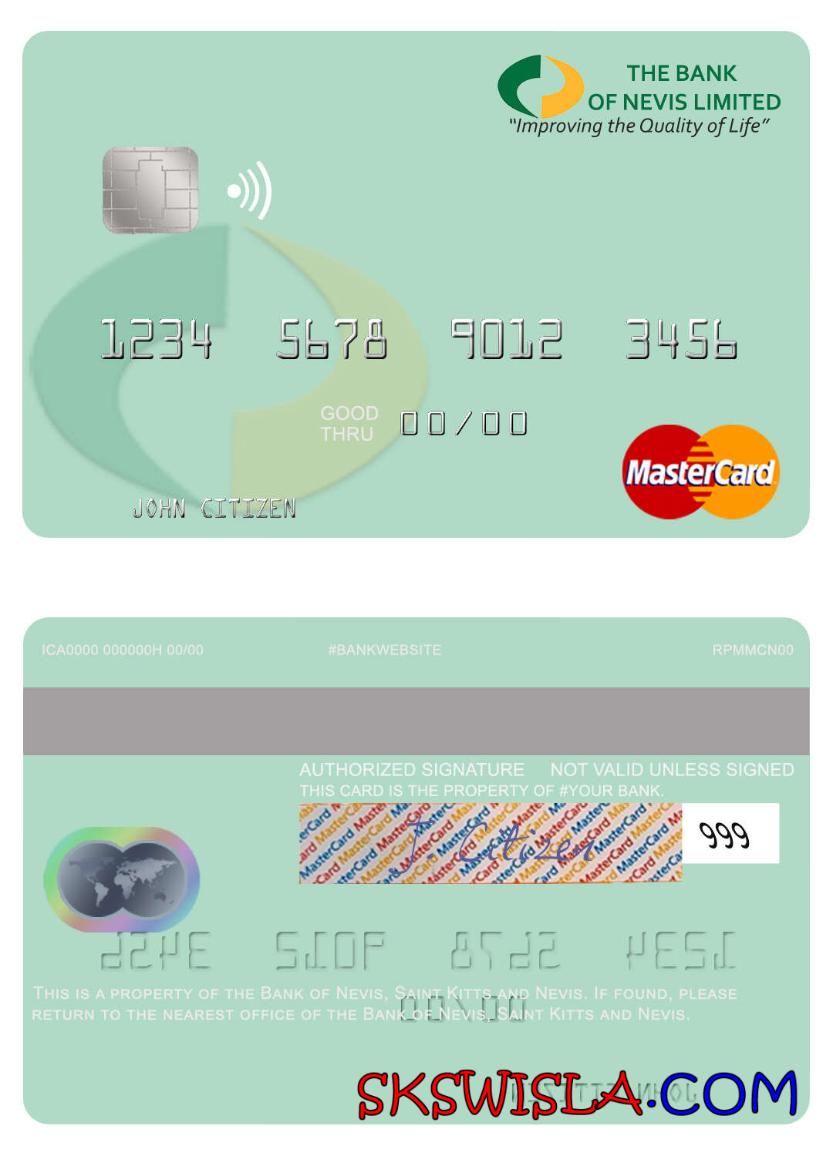 THE BANK
OF NEVIS LIMITED
"Improving the Quality of Life"
1234 5678 9012 3456
GOOD
THRU 00/00
MasterCard
JOHN CITIZEN
ICA0000 000000H 00/00 #BANKWEBSITE RPMMCN00
AUTHORIZED SIGNATURE NOT VALID UNLESS SIGNED
THIS CARD IS THE PROPERTY OF #YOUR BANK.
J. Citizen
999
THIS IS A PROPERTY OF THE BANK OF NEVIS, SAINT KITTS AND NEVIS. IF FOUND, PLEASE
RETURN TO THE NEAREST OFFICE OF THE BANK OF NEVIS, SAINT KITTS AND NEVIS.
SKSWISLA.COM